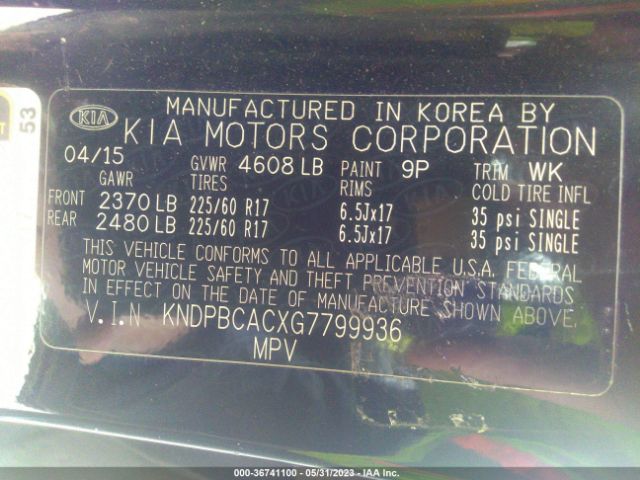 53
KIA
MANUFACTURED IN KOREA BY
KIA MOTORS CORPORATION
04/15 GVWR 4608 LB PAINT 9P TRIM WK
GAWR TIRES RIMS COLD TIRE INFL
FRONT 2370 LB 225/60 R17 6.5Jx17 35 psi SINGLE
REAR 2480 LB 225/60 R17 6.5Jx17 35 psi SINGLE
THIS VEHICLE CONFORMS TO ALL APPLICABLE U.S.A. FEDERAL
MOTOR VEHICLE SAFETY AND THEFT PREVENTION STANDARDS
IN EFFECT ON THE DATE OF MANUFACTURE SHOWN ABOVE.
V.I.N KNDPBCACXG7799936
MPV
000-36741100 - 05/31/2023 - IAA Inc.